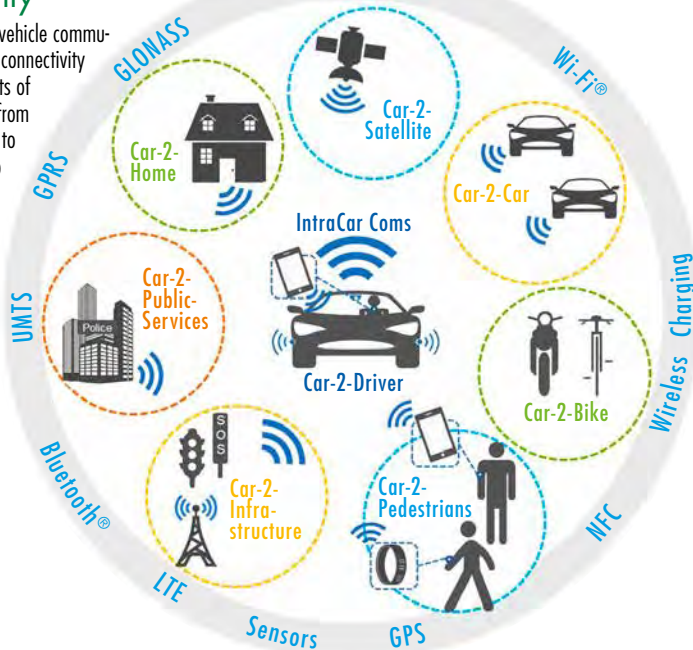 vehicle commu-
connectivity
ts of
from
to
GLONASS
Wi-Fi®
GPRS
UMTS
Bluetooth®
LTE
Sensors
GPS
NFC
Wireless Charging
Car-2-
Satellite
Car-2-
Home
Car-2-Car
IntraCar Coms
Car-2-
Public-
Services
Police
Car-2-Driver
Car-2-Bike
SOS
Car-2-
Infra-
structure
Car-2-
Pedestrians